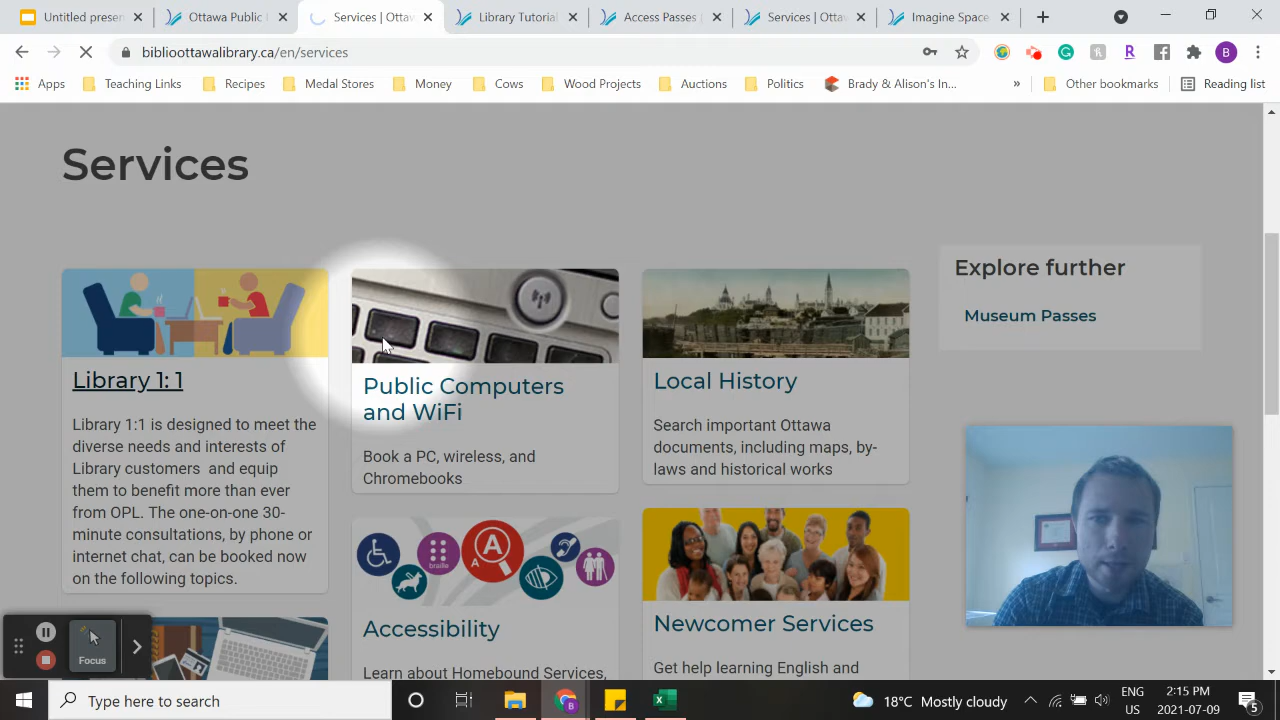 Untitled present
Ottawa Public
Services | Ottaw
Library Tutorial
Access Passes |
Services | Ottaw
Imagine Space
biblioottawalibrary.ca/en/services
B
Apps
Teaching Links
Recipes
Medal Stores
Money
Cows
Wood Projects
Auctions
Politics
Brady & Alison's In...
»
Other bookmarks
Reading list
Services
Explore further
Museum Passes
Library 1:1
Library 1:1 is designed to meet the
diverse needs and interests of
Library customers and equip
them to benefit more than ever
from OPL. The one-on-one 30-
minute consultations, by phone or
internet chat, can be booked now
on the following topics.
Public Computers
and WiFi
Book a PC, wireless, and
Chromebooks
Local History
Search important Ottawa
documents, including maps, by-
laws and historical works
braille
A
A
Accessibility
Learn about Homebound Services,
Newcomer Services
Get help learning English and
Focus
Type here to search
18°C Mostly cloudy
ENG
US
2:15 PM
2021-07-09
5